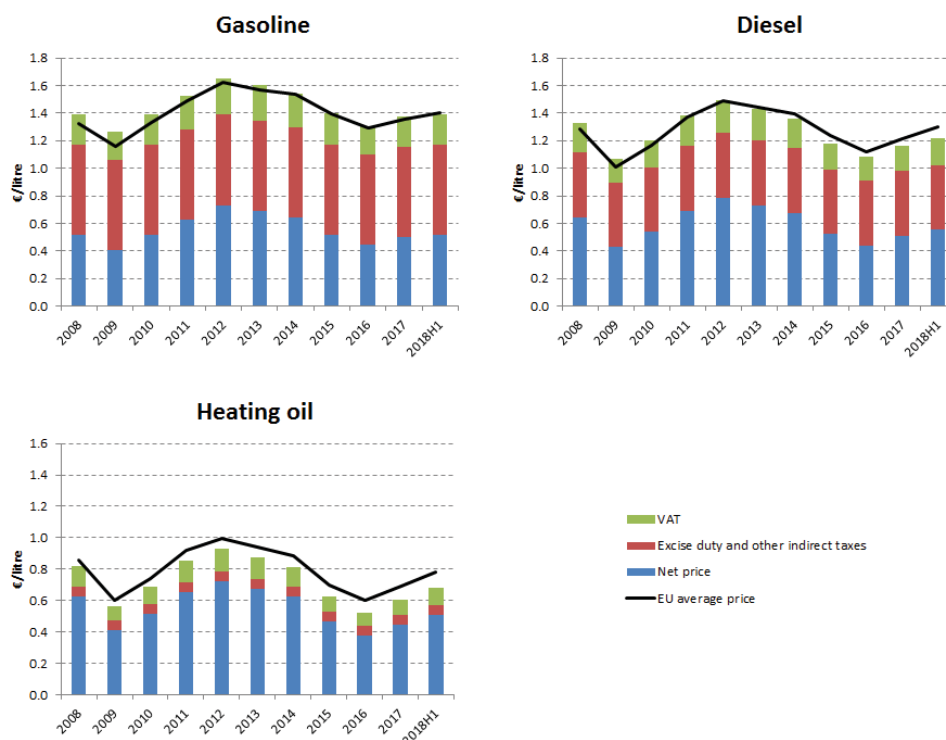 Gasoline
1.8
1.6
1.4
1.2
1.0
0.8
0.6
0.4
0.2
0.0
€/litre
2008 2009 2010 2011 2012 2013 2014 2015 2016 2017 2018H1
Diesel
1.8
1.6
1.4
1.2
1.0
0.8
0.6
0.4
0.2
0.0
€/litre
2008 2009 2010 2011 2012 2013 2014 2015 2016 2017 2018H1
Heating oil
1.6
1.4
1.2
1.0
0.8
0.6
0.4
0.2
0.0
€/litre
2008 2009 2010 2011 2012 2013 2014 2015 2016 2017 2018H1
VAT
Excise duty and other indirect taxes
Net price
EU average price